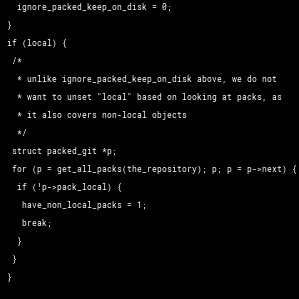 ignore_packed_keep_on_disk = 0;
}
if (local) {
/*
* unlike ignore_packed_keep_on_disk above, we do not
* want to unset "local" based on looking at packs, as
* it also covers non-local objects
*/
struct packed_git *p;
for (p = get_all_packs(the_repository); p; p = p->next) {
if (!p->pack_local) {
have_non_local_packs = 1;
break;
}
}
}